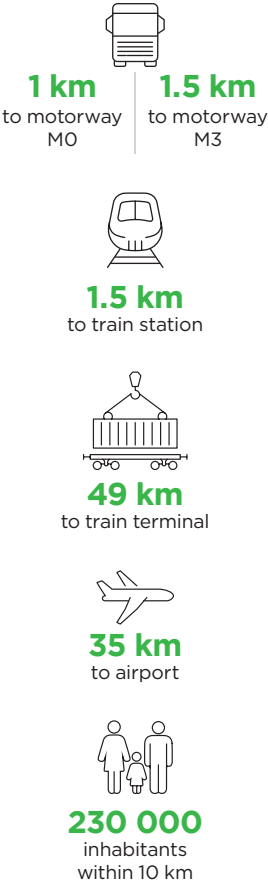 1 km
to motorway
M0
1.5 km
to motorway
M3
1.5 km
to train station
49 km
to train terminal
35 km
to airport
230 000
inhabitants
within 10 km